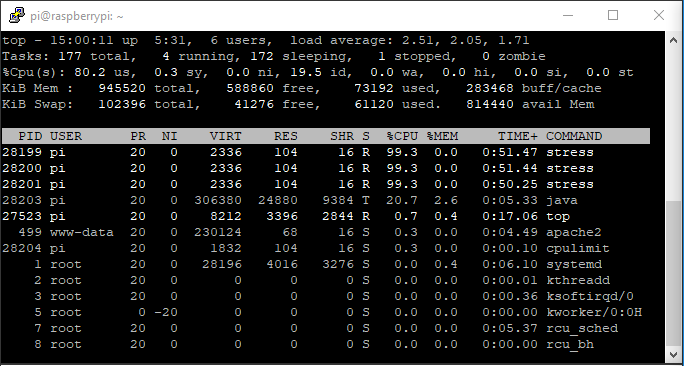 pi@raspberrypi: ~
top - 15:00:11 up  5:31,  6 users,  load average: 2.51, 2.05, 1.71
Tasks: 177 total,   4 running, 172 sleeping,   1 stopped,   0 zombie
%Cpu(s): 80.2 us,  0.3 sy,  0.0 ni, 19.5 id,  0.0 wa,  0.0 hi,  0.0 si,  0.0 st
KiB Mem :   945520 total,   588860 free,    73192 used,   283468 buff/cache
KiB Swap:   102396 total,    41276 free,    61120 used.   814440 avail Mem
  PID USER      PR  NI    VIRT    RES    SHR S  %CPU %MEM     TIME+ COMMAND
28199 pi        20   0    2336    104     16 R  99.3  0.0   0:51.47 stress
28200 pi        20   0    2336    104     16 R  99.3  0.0   0:51.44 stress
28201 pi        20   0    2336    104     16 R  99.3  0.0   0:50.25 stress
28203 pi        20   0  306380  24880   9384 T  20.7  2.6   0:05.33 java
27523 pi        20   0    8212   3396   2844 R   0.7  0.4   0:17.06 top
  499 www-data  20   0  230124     68     16 S   0.3  0.0   0:04.49 apache2
28204 pi        20   0    1832    104     16 S   0.3  0.0   0:00.10 cpulimit
    1 root      20   0   28196   4016   3276 S   0.0  0.4   0:06.10 systemd
    2 root      20   0       0      0      0 S   0.0  0.0   0:00.01 kthreadd
    3 root      20   0       0      0      0 S   0.0  0.0   0:00.36 ksoftirqd/0
    5 root       0 -20       0      0      0 S   0.0  0.0   0:00.00 kworker/0:0H
    7 root      20   0       0      0      0 S   0.0  0.0   0:05.37 rcu_sched
    8 root      20   0       0      0      0 S   0.0  0.0   0:00.00 rcu_bh